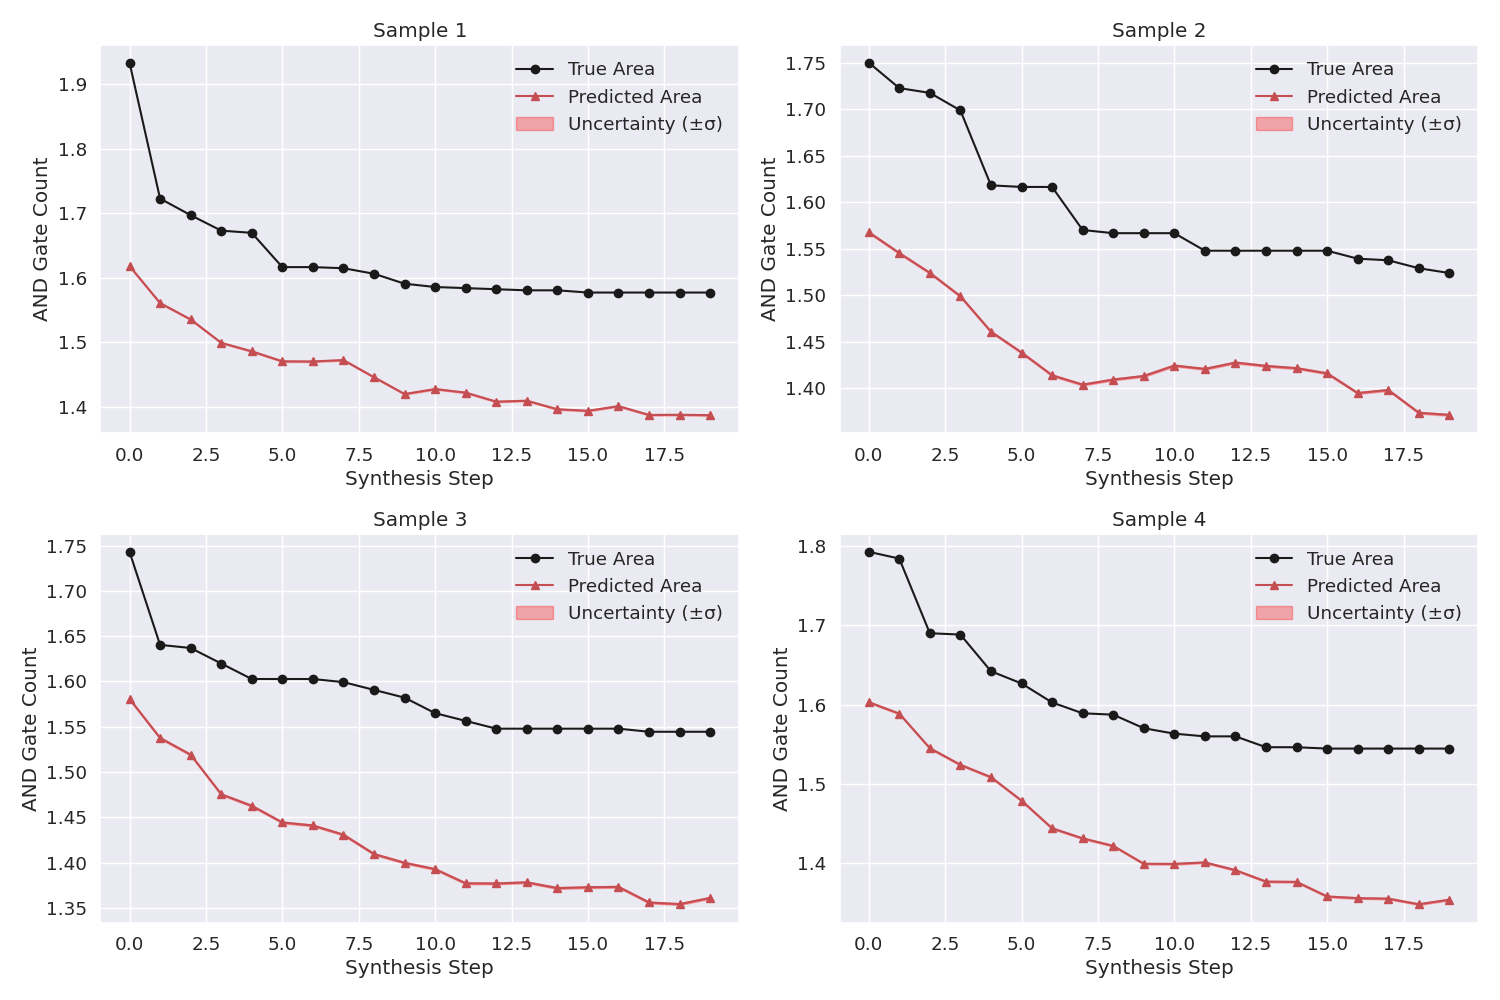 Sample 1
AND Gate Count
1.9
1.8
1.7
1.6
1.5
1.4
True Area
Predicted Area
Uncertainty (±σ)
0.0 2.5 5.0 7.5 10.0 12.5 15.0 17.5
Synthesis Step
Sample 2
AND Gate Count
1.75
1.70
1.65
1.60
1.55
1.50
1.45
1.40
True Area
Predicted Area
Uncertainty (±σ)
0.0 2.5 5.0 7.5 10.0 12.5 15.0 17.5
Synthesis Step
Sample 3
AND Gate Count
1.75
1.70
1.65
1.60
1.55
1.50
1.45
1.40
1.35
True Area
Predicted Area
Uncertainty (±σ)
0.0 2.5 5.0 7.5 10.0 12.5 15.0 17.5
Synthesis Step
Sample 4
AND Gate Count
1.8
1.7
1.6
1.5
1.4
True Area
Predicted Area
Uncertainty (±σ)
0.0 2.5 5.0 7.5 10.0 12.5 15.0 17.5
Synthesis Step